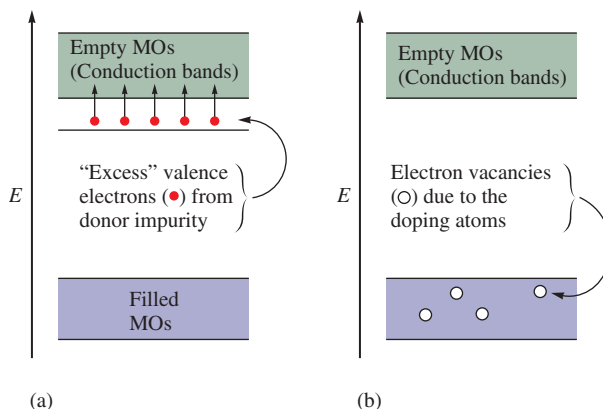 Empty MOs
(Conduction bands)
E
“Excess” valence
electrons ( ) from
donor impurity
Filled
MOs
(a)
Empty MOs
(Conduction bands)
E
Electron vacancies
( ) due to the
doping atoms
(b)